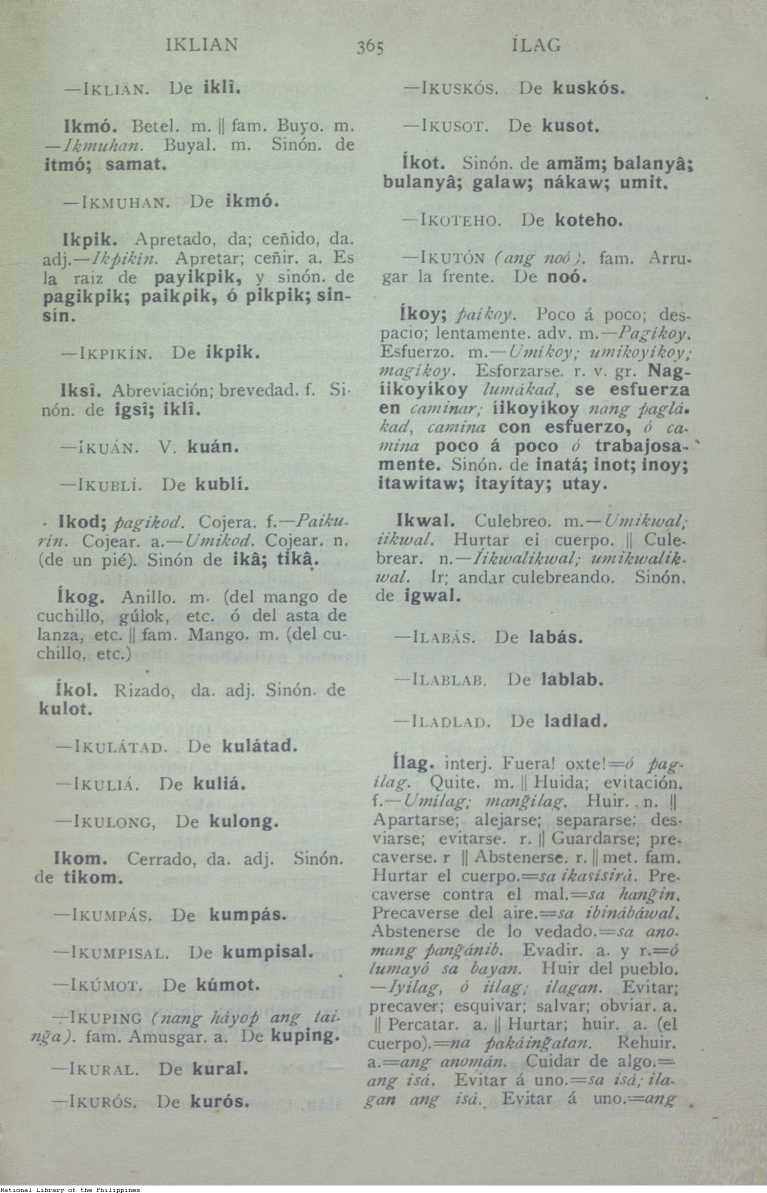 IKLIAN 365 ÍLAG
—IKLIÁN. De iklî.
Ikmó. Betel. m. || fam. Buyo. m.
—Ikmuhan. Buyal. m. Sinón. de
itmó; samat.
—IKMUHAN. De ikmó.
Ikpik. Apretado, da; ceñido, da.
adj.—Ikpikin. Apretar; ceñir. a. Es
la raiz de payikpik, y sinón. de
pagikpik; paikpik, ó pikpik; sin-
sín.
—IKPIKÍN. De ikpik.
Iksî. Abreviación; brevedad. f. Si-
nón. de igsî; iklî.
—IKUÁN. V. kuán.
—IKUBLÍ. De kublí.
Ikod; pagikod. Cojera. f.—Paiku-
rin. Cojear. a.—Umikod. Cojear. n.
(de un pié). Sinón de ikâ; tikâ.
Íkog. Anillo. m. (del mango de
cuchillo, gúlok, etc. ó del asta de
lanza, etc. || fam. Mango. m. (del cu-
chillo, etc.)
Íkol. Rizado, da. adj. Sinón. de
kulot.
—IKULÁTAD. De kulátad.
—IKULIÁ. De kuliá.
—IKULONG, De kulong.
Ikom. Cerrado, da. adj. Sinón.
de tikom.
—IKUMPÁS. De kumpás.
—IKUMPISAL. De kumpisal.
—IKÚMOT. De kúmot.
—IKUPING (nang háyop ang tai-
ng̃a). fam. Amusgar. a. De kuping.
—IKURAL. De kural.
—IKURÓS. De kurós.
—IKUSKÓS. De kuskós.
—IKUSOT. De kusot.
Íkot. Sinón. de amäm; balanyâ;
bulanyâ; galaw; nákaw; umit.
—IKOTEHO. De koteho.
—IKUTÓN (ang noó). fam. Arru-
gar la frente. De noó.
Íkoy; paikoy. Poco á poco; des-
pacio; lentamente. adv. m.—Pagikoy.
Esfuerzo. m.—Umikoy; umikoyikoy;
magikoy. Esforzarse. r. v. gr. Nag-
iikoyikoy lumákad, se esfuerza
en caminar; iikoyikoy nang paglá-
kad, camina con esfuerzo, ó ca-
mina poco á poco ó trabajosa-
mente. Sinón. de inatá; inot; inoy;
itawitaw; itayitay; utay.
Ikwal. Culebreo. m.—Umikwal;
iikwal. Hurtar el cuerpo. || Cule-
brear. n.—Iikwalikwal; umikwalik-
wal. Ir; andar culebreando. Sinón.
de igwal.
—ILABÁS. De labás.
—ILABLAB. De lablab.
—ILADLAD. De ladlad.
Ílag. interj. Fuera! oxte!=ó pag-
ilag. Quite. m. || Huida; evitación.
f.—Umilag; mang̃ilag. Huir. n. ||
Apartarse; alejarse; separarse; des-
viarse; evitarse. r. || Guardarse; pre-
caverse. r || Abstenerse. r. || met. fam.
Hurtar el cuerpo.=sa ikasisirá. Pre-
caverse contra el mal.=sa hang̃in.
Precaverse del aire.=sa ibinábáwal.
Abstenerse de lo vedado.=sa ano-
mang pang̃ánib. Evadir. a. y r.=ó
lumayó sa bayan. Huir del pueblo.
—Iyilag, ó iilag; ilagan. Evitar;
precaver; esquivar; salvar; obviar. a.
|| Percatar. a. || Hurtar; huir. a. (el
cuerpo).=na pakáing̃atan. Rehuir.
a.=ang anomán. Cuidar de algo.=
ang isá. Evitar á uno.=sa isá; ila-
gan ang isá. Evitar á uno.=ang
National Library of the Philippines